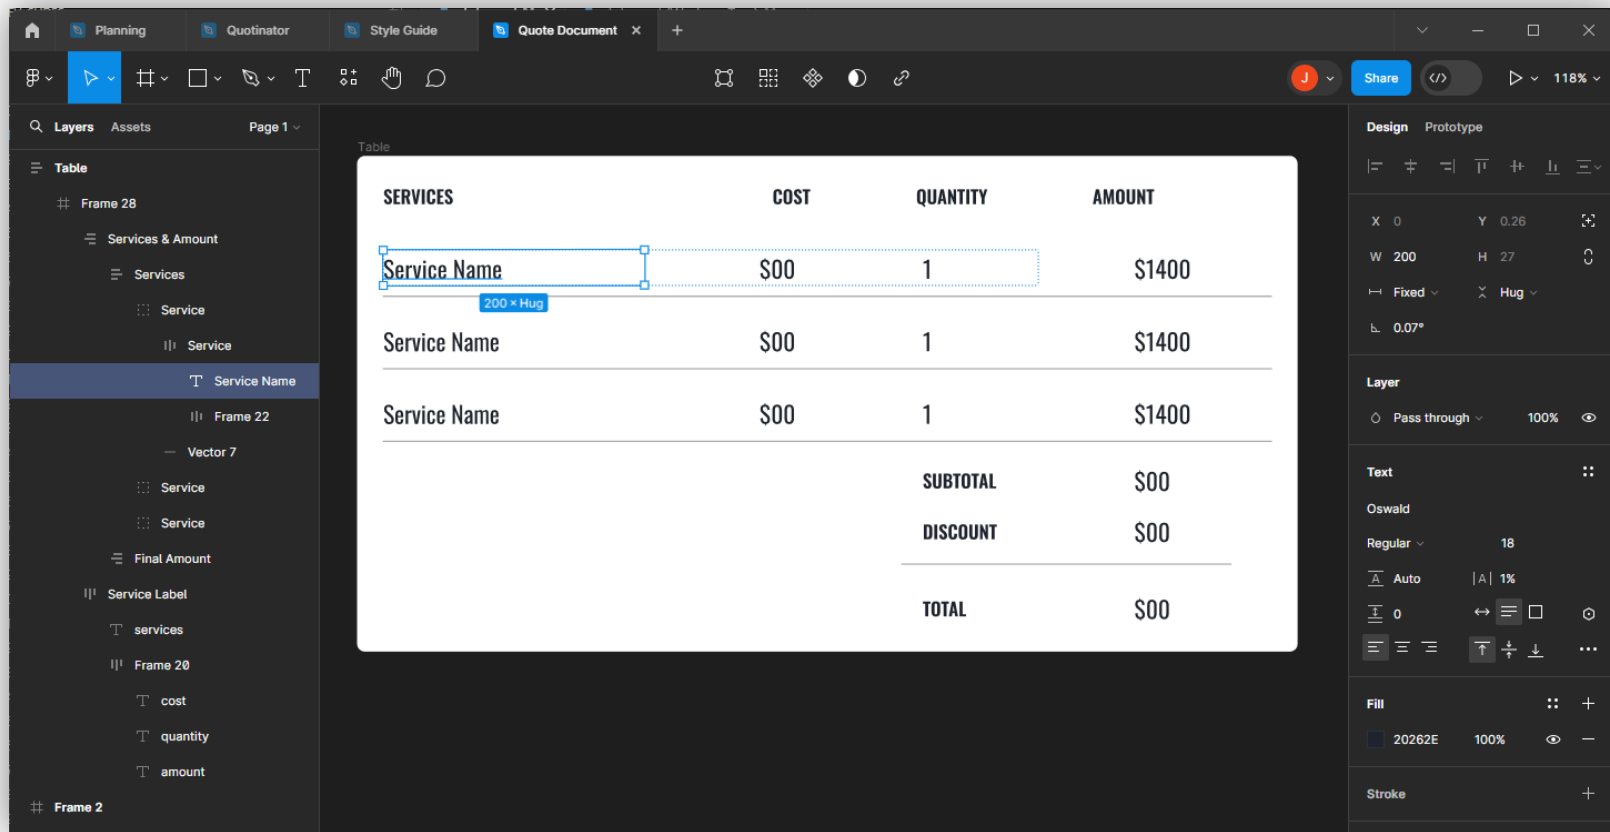 Planning Quotinator Style Guide Quote Document
J Share 118%
Layers Assets Page 1
Table
Frame 28
Services & Amount
Services
Service
Service
Service Name
Frame 22
Vector 7
Service
Service
Final Amount
Service Label
services
Frame 20
cost
quantity
amount
Frame 2
Table
SERVICES COST QUANTITY AMOUNT
Service Name $00 1 $1400
200 × Hug
Service Name $00 1 $1400
Service Name $00 1 $1400
SUBTOTAL $00
DISCOUNT $00
TOTAL $00
Design Prototype
X 0 Y 0.26
W 200 H 27
Fixed Hug
0.07°
Layer
Pass through 100%
Text
Oswald
Regular 18
A Auto |A| 1%
0
Fill
20262E 100%
Stroke